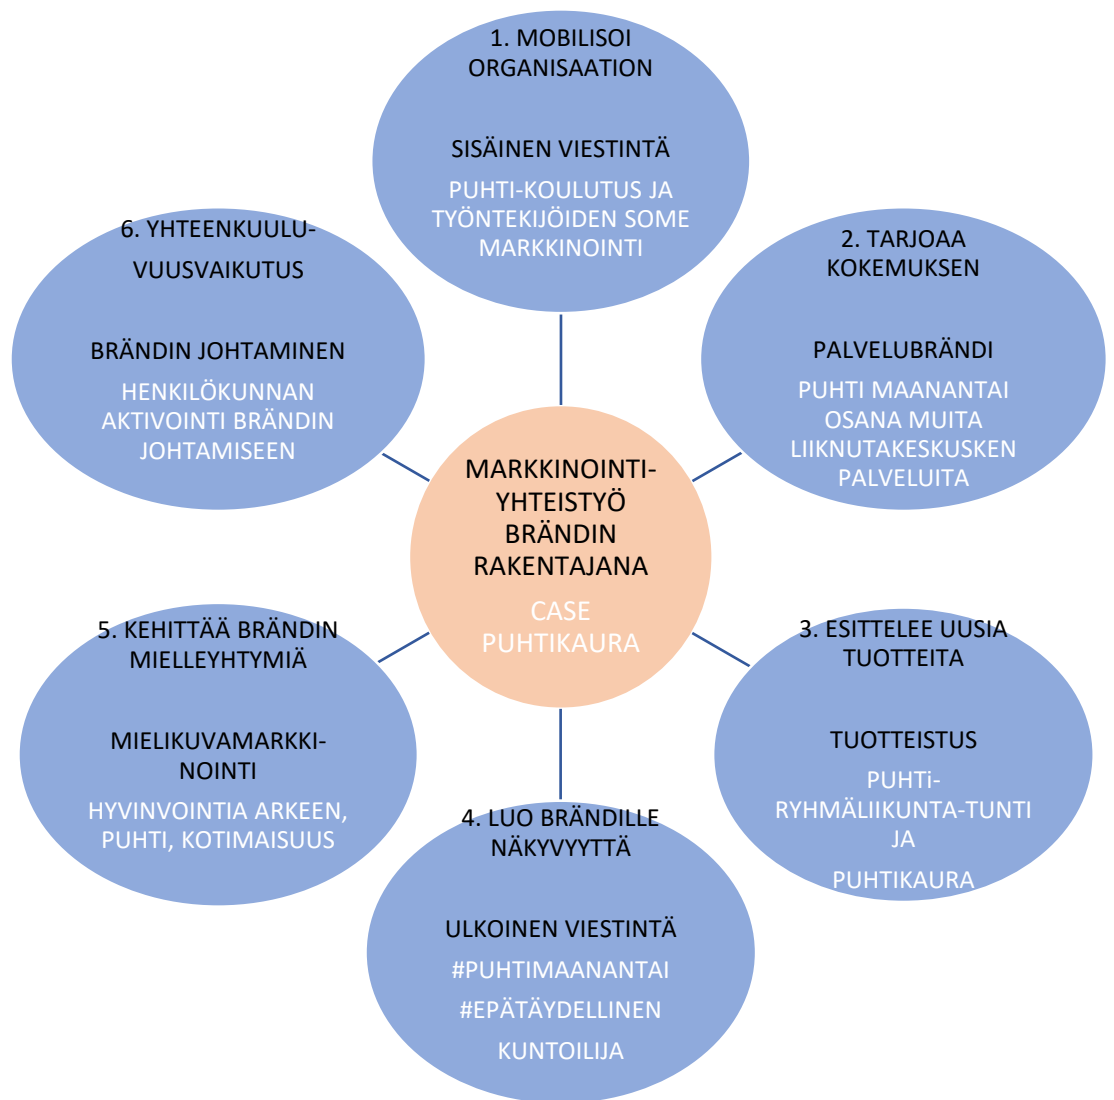 1. MOBILISOI
ORGANISAATION
SISÄINEN VIESTINTÄ
PUHTI-KOULUTUS JA
TYÖNTEKIJÖIDEN SOME
MARKKINOINTI
2. TARJOAA
KOKEMUKSEN
PALVELUBRÄNDI
PUHTI MAANANTAI
OSANA MUITA
LIIKNUTAKESKUSKEN
PALVELUITA
3. ESITTELEE UUSIA
TUOTTEITA
TUOTTEISTUS
PUHTi-
RYHMÄLIIKUNTA-TUNTI
JA
PUHTIKAURA
4. LUO BRÄNDILLE
NÄKYVYYTTÄ
ULKOINEN VIESTINTÄ
#PUHTIMAANANTAI
#EPÄTÄYDELLINEN
KUNTOILIJA
5. KEHITTÄÄ BRÄNDIN
MIELLEYHTYMIÄ
MIELIKUVAMARKKI-
NOINTI
HYVINVOINTIA ARKEEN,
PUHTI, KOTIMAISUUS
6. YHTEENKUULU-
VUUSVAIKUTUS
BRÄNDIN JOHTAMINEN
HENKILÖKUNNAN
AKTIVOINTI BRÄNDIN
JOHTAMISEEN
MARKKINOINTI-
YHTEISTYÖ
BRÄNDIN
RAKENTAJANA
CASE
PUHTIKAURA